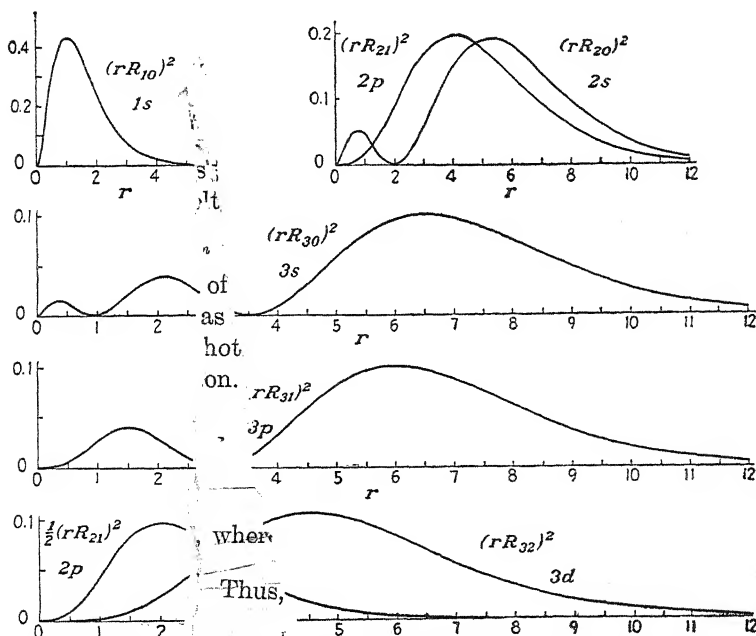 0.4
0.2
0
(rR₁₀)²
1s
0 2 4
r
0.2
0.1
0
(rR₂₁)²
2p
(rR₂₀)²
2s
0 2 4 6 8 10 12
r
0.1
0
(rR₃₀)²
3s
of
as
hot
on.
0 1 2 4 5 6 7 8 9 10 11 12
r
0.1
0
rR₃₁)²
3p
0 1 2 4 5 6 7 8 9 10 11 12
r
0.1
0
½(rR₂₁)²
2p
, wher
Thus,
(rR₃₂)²
3d
0 1 2 5 6 7 8 9 10 11 12